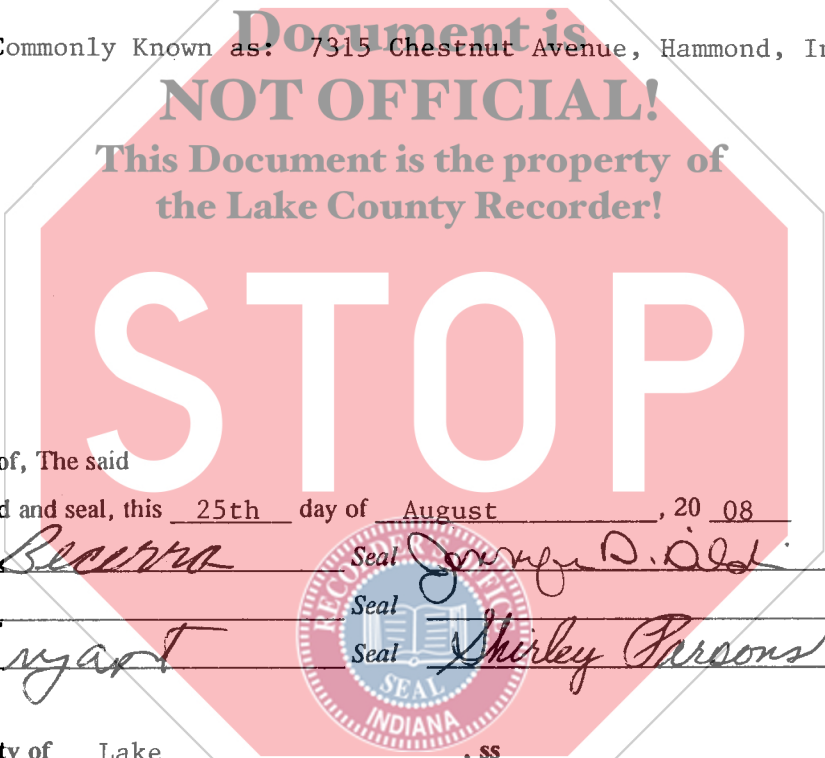 Document is
Commonly Known as: 7315 Chestnut Avenue, Hammond, In
NOT OFFICIAL!
This Document is the property of
the Lake County Recorder!
STOP
of, The said
d and seal, this 25th day of August , 20 08
Becerra Seal D.
Seal
Seal Shirley Parsons
RECORDER'S OFFICE
SEAL
INDIANA
ty of Lake , ss